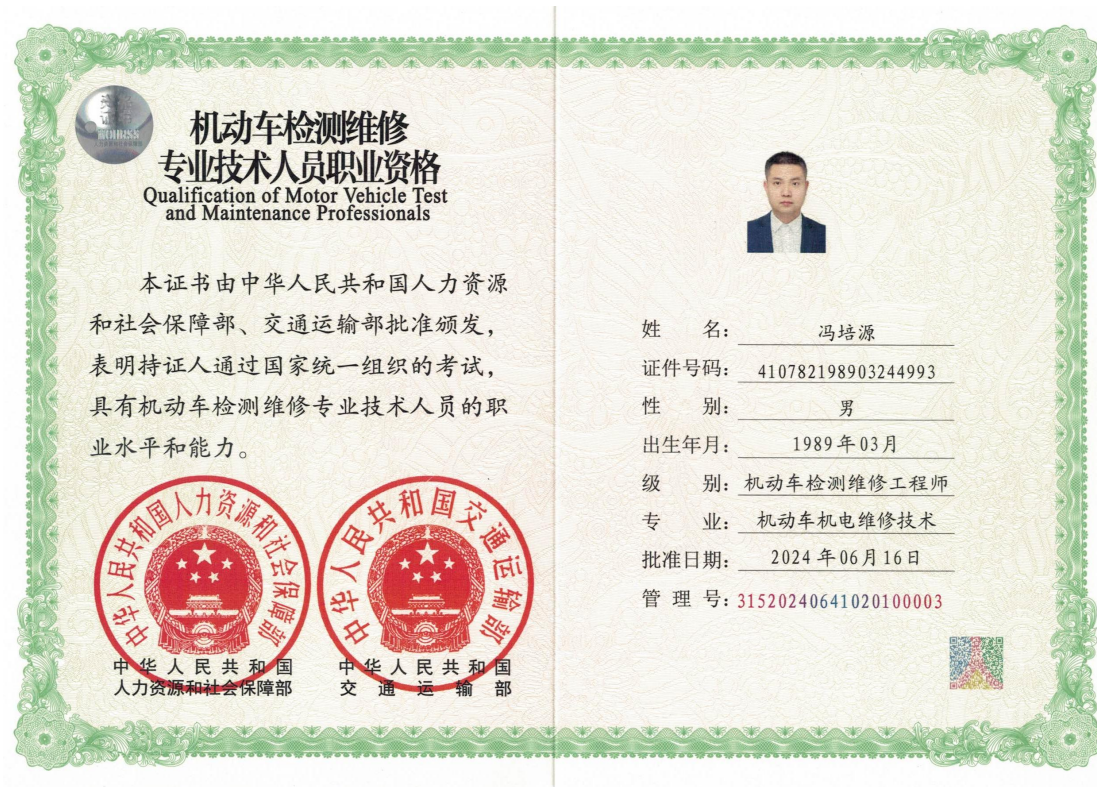 机动车检测维修
专业技术人员职业资格
Qualification of Motor Vehicle Test
and Maintenance Professionals
本证书由中华人民共和国人力资源
和社会保障部、交通运输部批准颁发，
表明持证人通过国家统一组织的考试，
具有机动车检测维修专业技术人员的职
业水平和能力。
中华人民共和国人力资源和社会保障部
中华人民共和国交通运输部
中华人民共和国
人力资源和社会保障部
中华人民共和国
交通运输部
姓 名： 冯培源
证件号码： 410782198903244993
性 别： 男
出生年月： 1989年03月
级 别： 机动车检测维修工程师
专 业： 机动车机电维修技术
批准日期： 2024年06月16日
管 理 号： 31520240641020100003